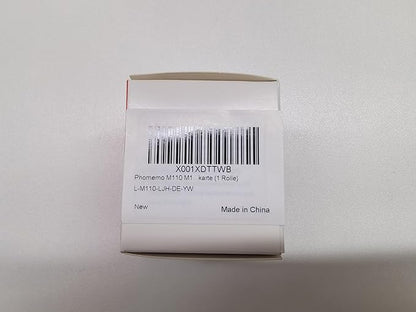 X001XDTTWB
Phomemo M110 M1... karte (1 Rolle)
L-M110-LJH-DE-YW
New
Made in China